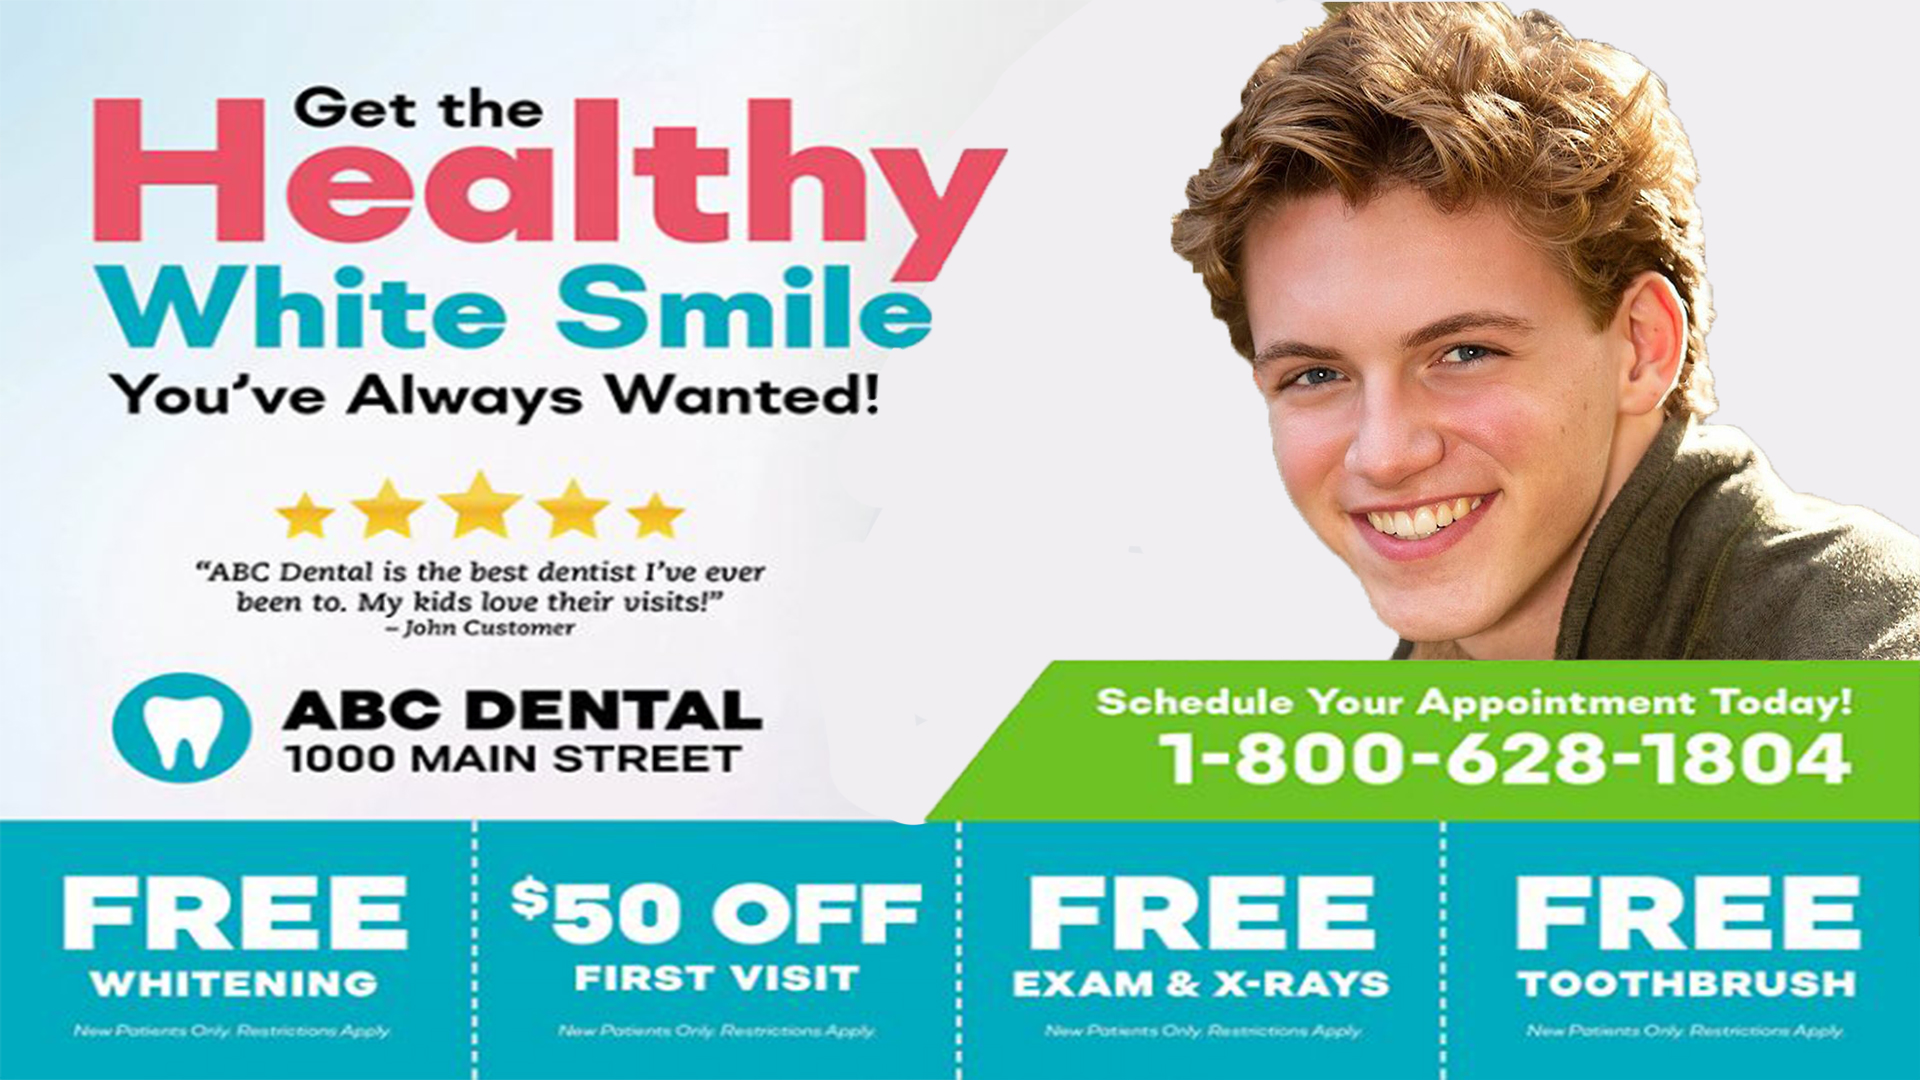 Get the
Healthy
White Smile
You've Always Wanted!
"ABC Dental is the best dentist I've ever
been to. My kids love their visits!"
– John Customer
ABC DENTAL
1000 MAIN STREET
Schedule Your Appointment Today!
1-800-628-1804
FREE
WHITENING
New Patients Only. Restrictions Apply.
$50 OFF
FIRST VISIT
New Patients Only. Restrictions Apply.
FREE
EXAM & X-RAYS
New Patients Only. Restrictions Apply.
FREE
TOOTHBRUSH
New Patients Only. Restrictions Apply.